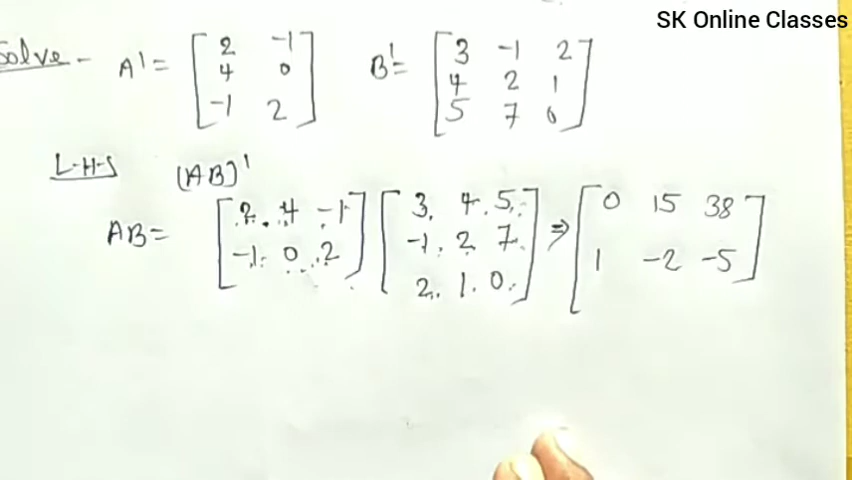 SK Online Classes
Solve - A' = [2 -1 4 0 -1 2] B' = [3 -1 2 4 2 1 5 7 0]
L-H-S (AB)'
AB = [2 4 -1 -1 0 2] [3 4 5 -1 2 7 2 1 0] ⇒ [0 15 38 1 -2 -5]